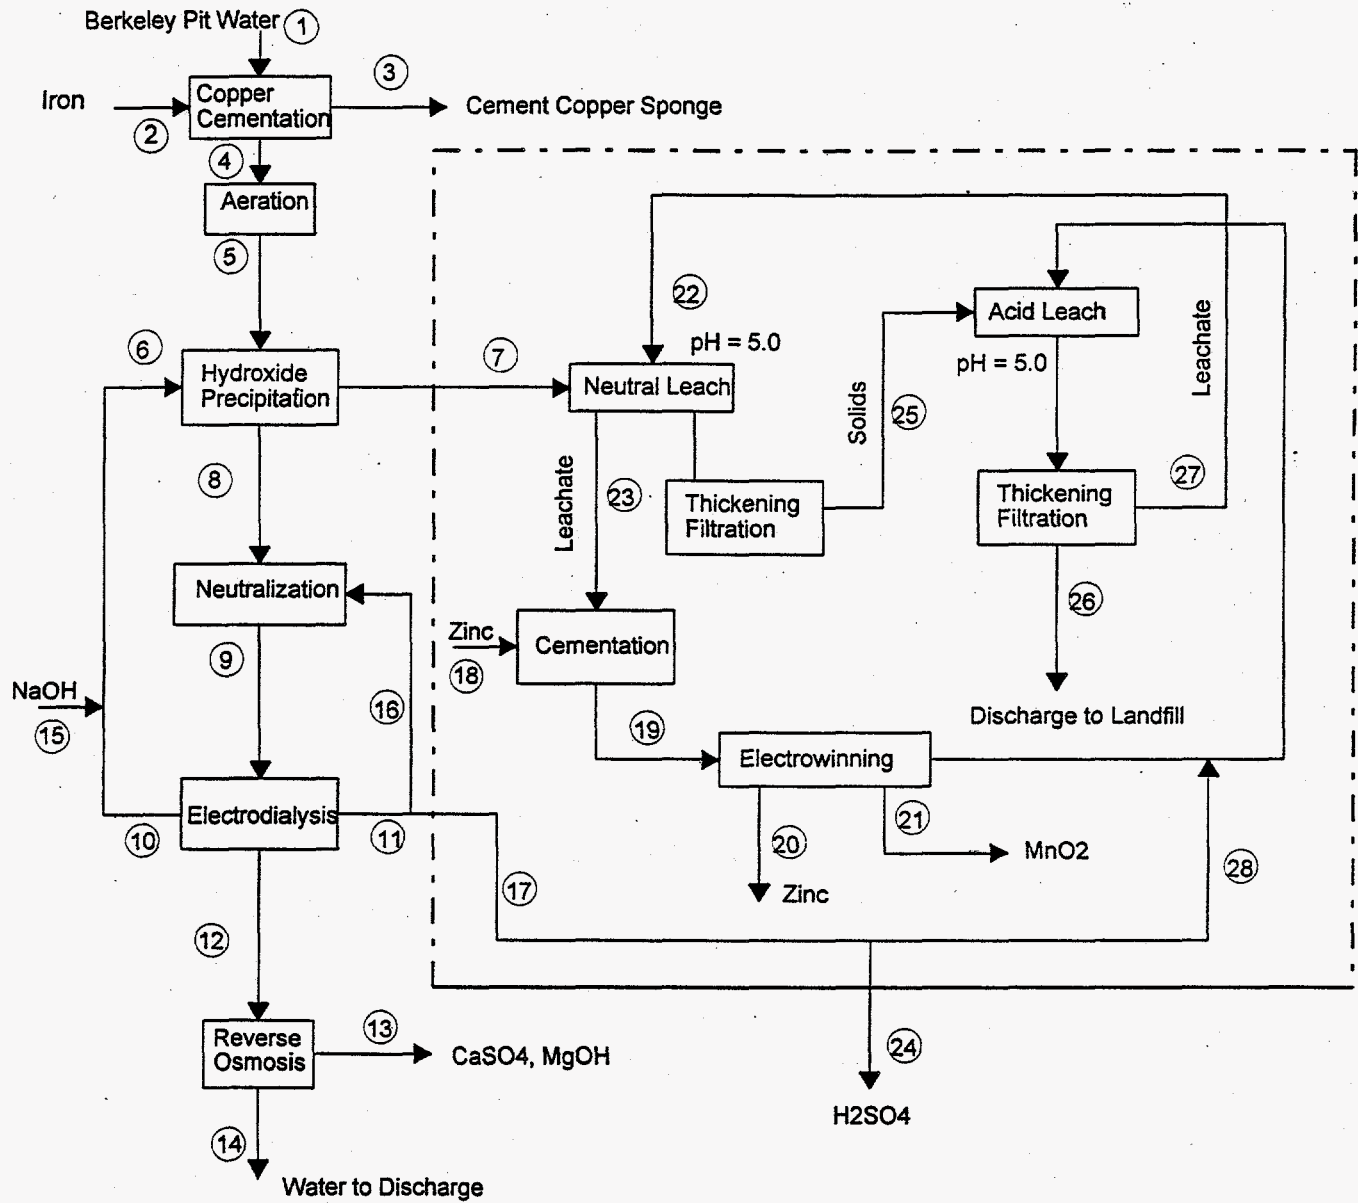 Berkeley Pit Water 1
3
Iron
Copper
Cementation
Cement Copper Sponge
2
4
Aeration
5
22
Acid Leach
Leachate
6
7
pH = 5.0
pH = 5.0
Hydroxide
Precipitation
Neutral Leach
Solids
25
8
Leachate
23
Thickening
Filtration
Thickening
Filtration
27
Neutralization
26
Zinc
Cementation
18
9
NaOH
15
16
19
Discharge to Landfill
Electrowinning
Electrodialysis
10
11
20
21
MnO2
28
17
Zinc
12
Reverse
Osmosis
13
CaSO4, MgOH
24
H2SO4
14
Water to Discharge